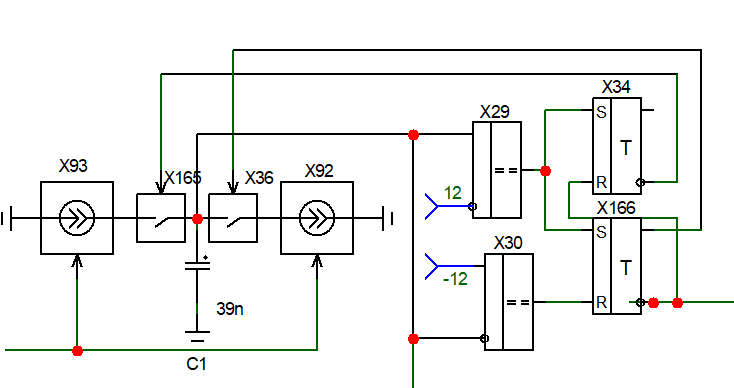 X34
X29
S
T
R
X93
X165
X36
X92
==
12
X166
S
T
R
X30
==
-12
39n
C1